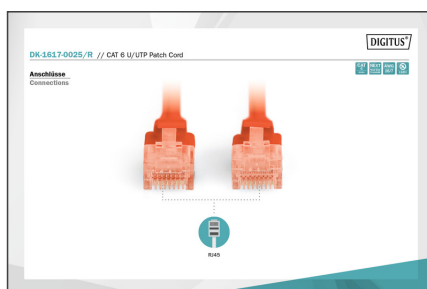 DIGITUS®
DK-1617-0025/R // CAT 6 U/UTP Patch Cord
Anschlüsse
Connections
RJ45